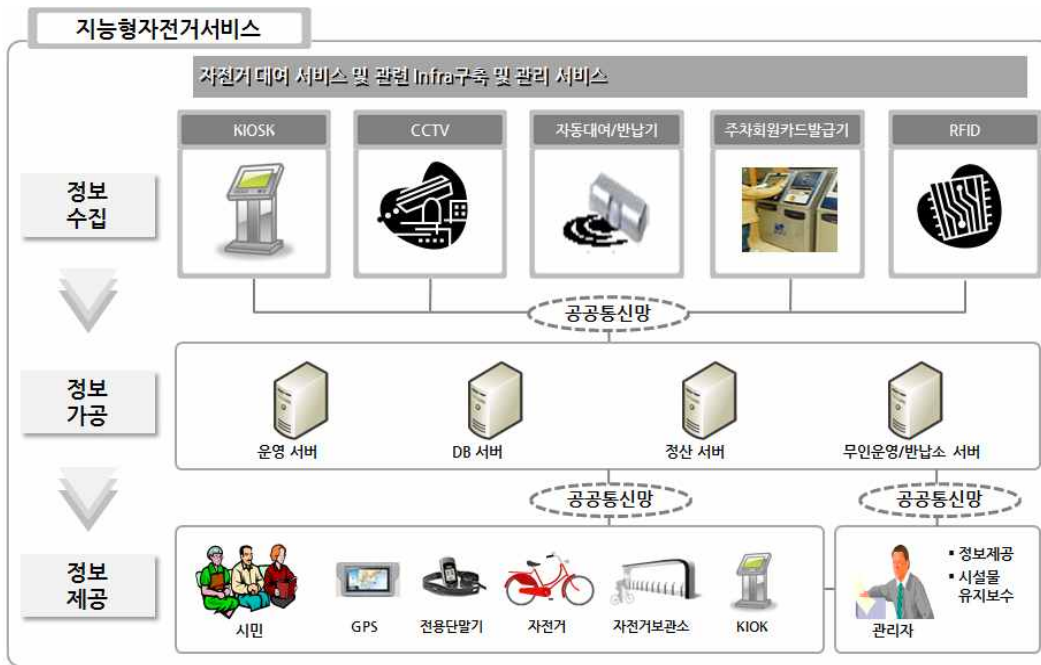 지능형자전거서비스
자전거 대여 서비스 및 관련 Infra구축 및 관리 서비스
KIOSK
CCTV
자동대여/반납기
주차회원카드발급기
RFID
정보
수집
공공통신망
정보
가공
운영 서버
DB 서버
정산 서버
무인운영/반납소 서버
공공통신망
공공통신망
정보
제공
시민
GPS
전용단말기
자전거
자전거보관소
KIOK
관리자
▪ 정보제공
▪ 시설물
유지보수